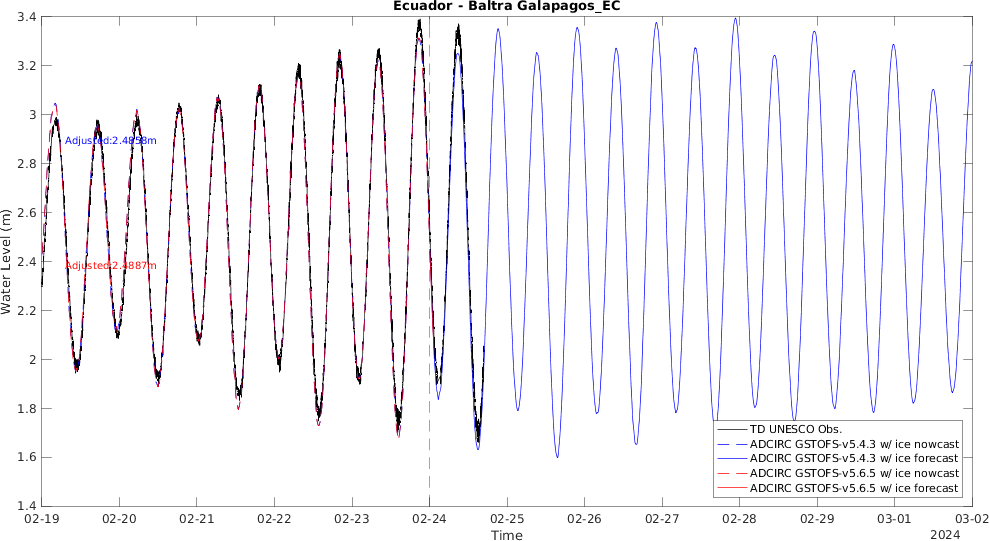 Ecuador - Baltra Galapagos_EC
3.4
3.2
3
2.8
2.6
2.4
2.2
2
1.8
1.6
1.4
Water Level (m)
Adjusted:2.4858m
Adjusted:2.4887m
TD UNESCO Obs.
ADCIRC GSTOFS-v5.4.3 w/ ice nowcast
ADCIRC GSTOFS-v5.4.3 w/ ice forecast
ADCIRC GSTOFS-v5.6.5 w/ ice nowcast
ADCIRC GSTOFS-v5.6.5 w/ ice forecast
02-19 02-20 02-21 02-22 02-23 02-24 02-25 02-26 02-27 02-28 02-29 03-01 03-02
Time
2024